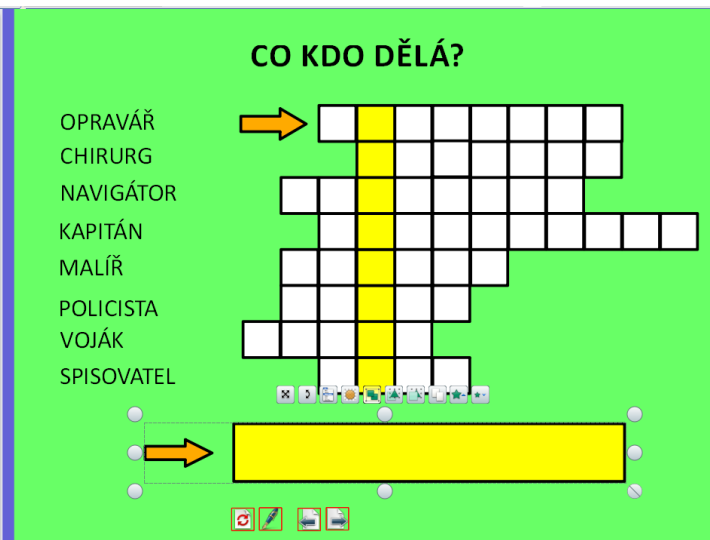 CO KDO DĚLÁ?
OPRAVÁŘ
CHIRURG
NAVIGÁTOR
KAPITÁN
MALÍŘ
POLICISTA
VOJÁK
SPISOVATEL